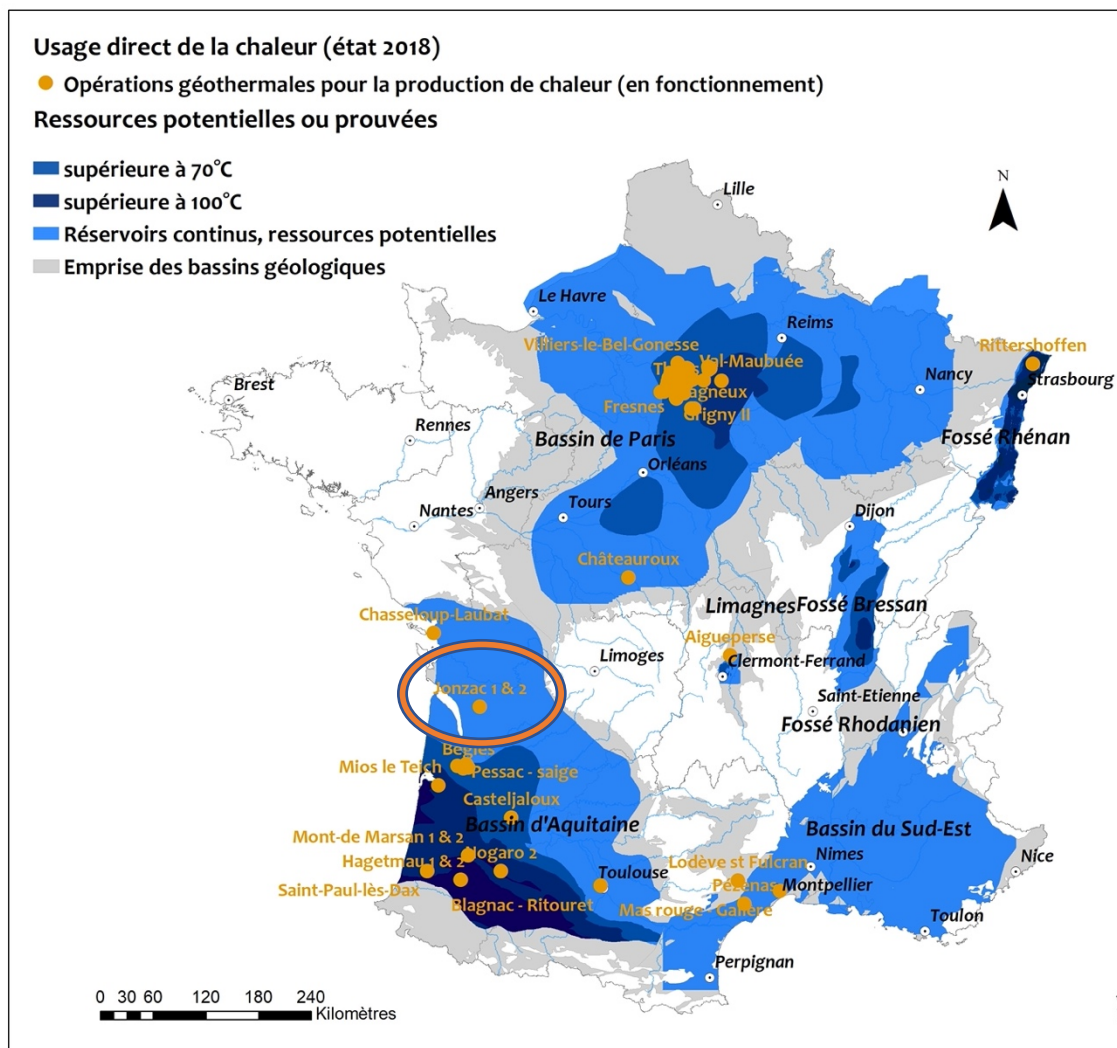 Usage direct de la chaleur (état 2018)
Opérations géothermales pour la production de chaleur (en fonctionnement)
Ressources potentielles ou prouvées
supérieure à 70°C
supérieure à 100°C
Réservoirs continus, ressources potentielles
Emprise des bassins géologiques
N
Lille
Le Havre
Reims
Villiers-le-Bel-Gonesse
Val-Maubuée
Rittershoffen
Brest
Nancy
Strasbourg
Fresnes
Grigny II
Rennes
Bassin de Paris
Fossé Rhénan
Orléans
Angers
Tours
Nantes
Dijon
Châteauroux
Chasseloup-Laubat
Limagnes
Fossé Bressan
Aigueperse
Limoges
Clermont-Ferrand
Jonzac 1 & 2
Saint-Etienne
Fossé Rhodanien
Bègles
Mios le Teich
Pessac - saige
Casteljaloux
Bassin d'Aquitaine
Bassin du Sud-Est
Mont-de Marsan 1 & 2
Nogaro 2
Hagetmau 1 & 2
Lodève st Fulcran
Nimes
Nice
Toulouse
Saint-Paul-lès-Dax
Pézenas
Montpellier
Blagnac - Ritouret
Mas rouge - Galiere
Toulon
Perpignan
0 30 60 120 180 240
Kilomètres